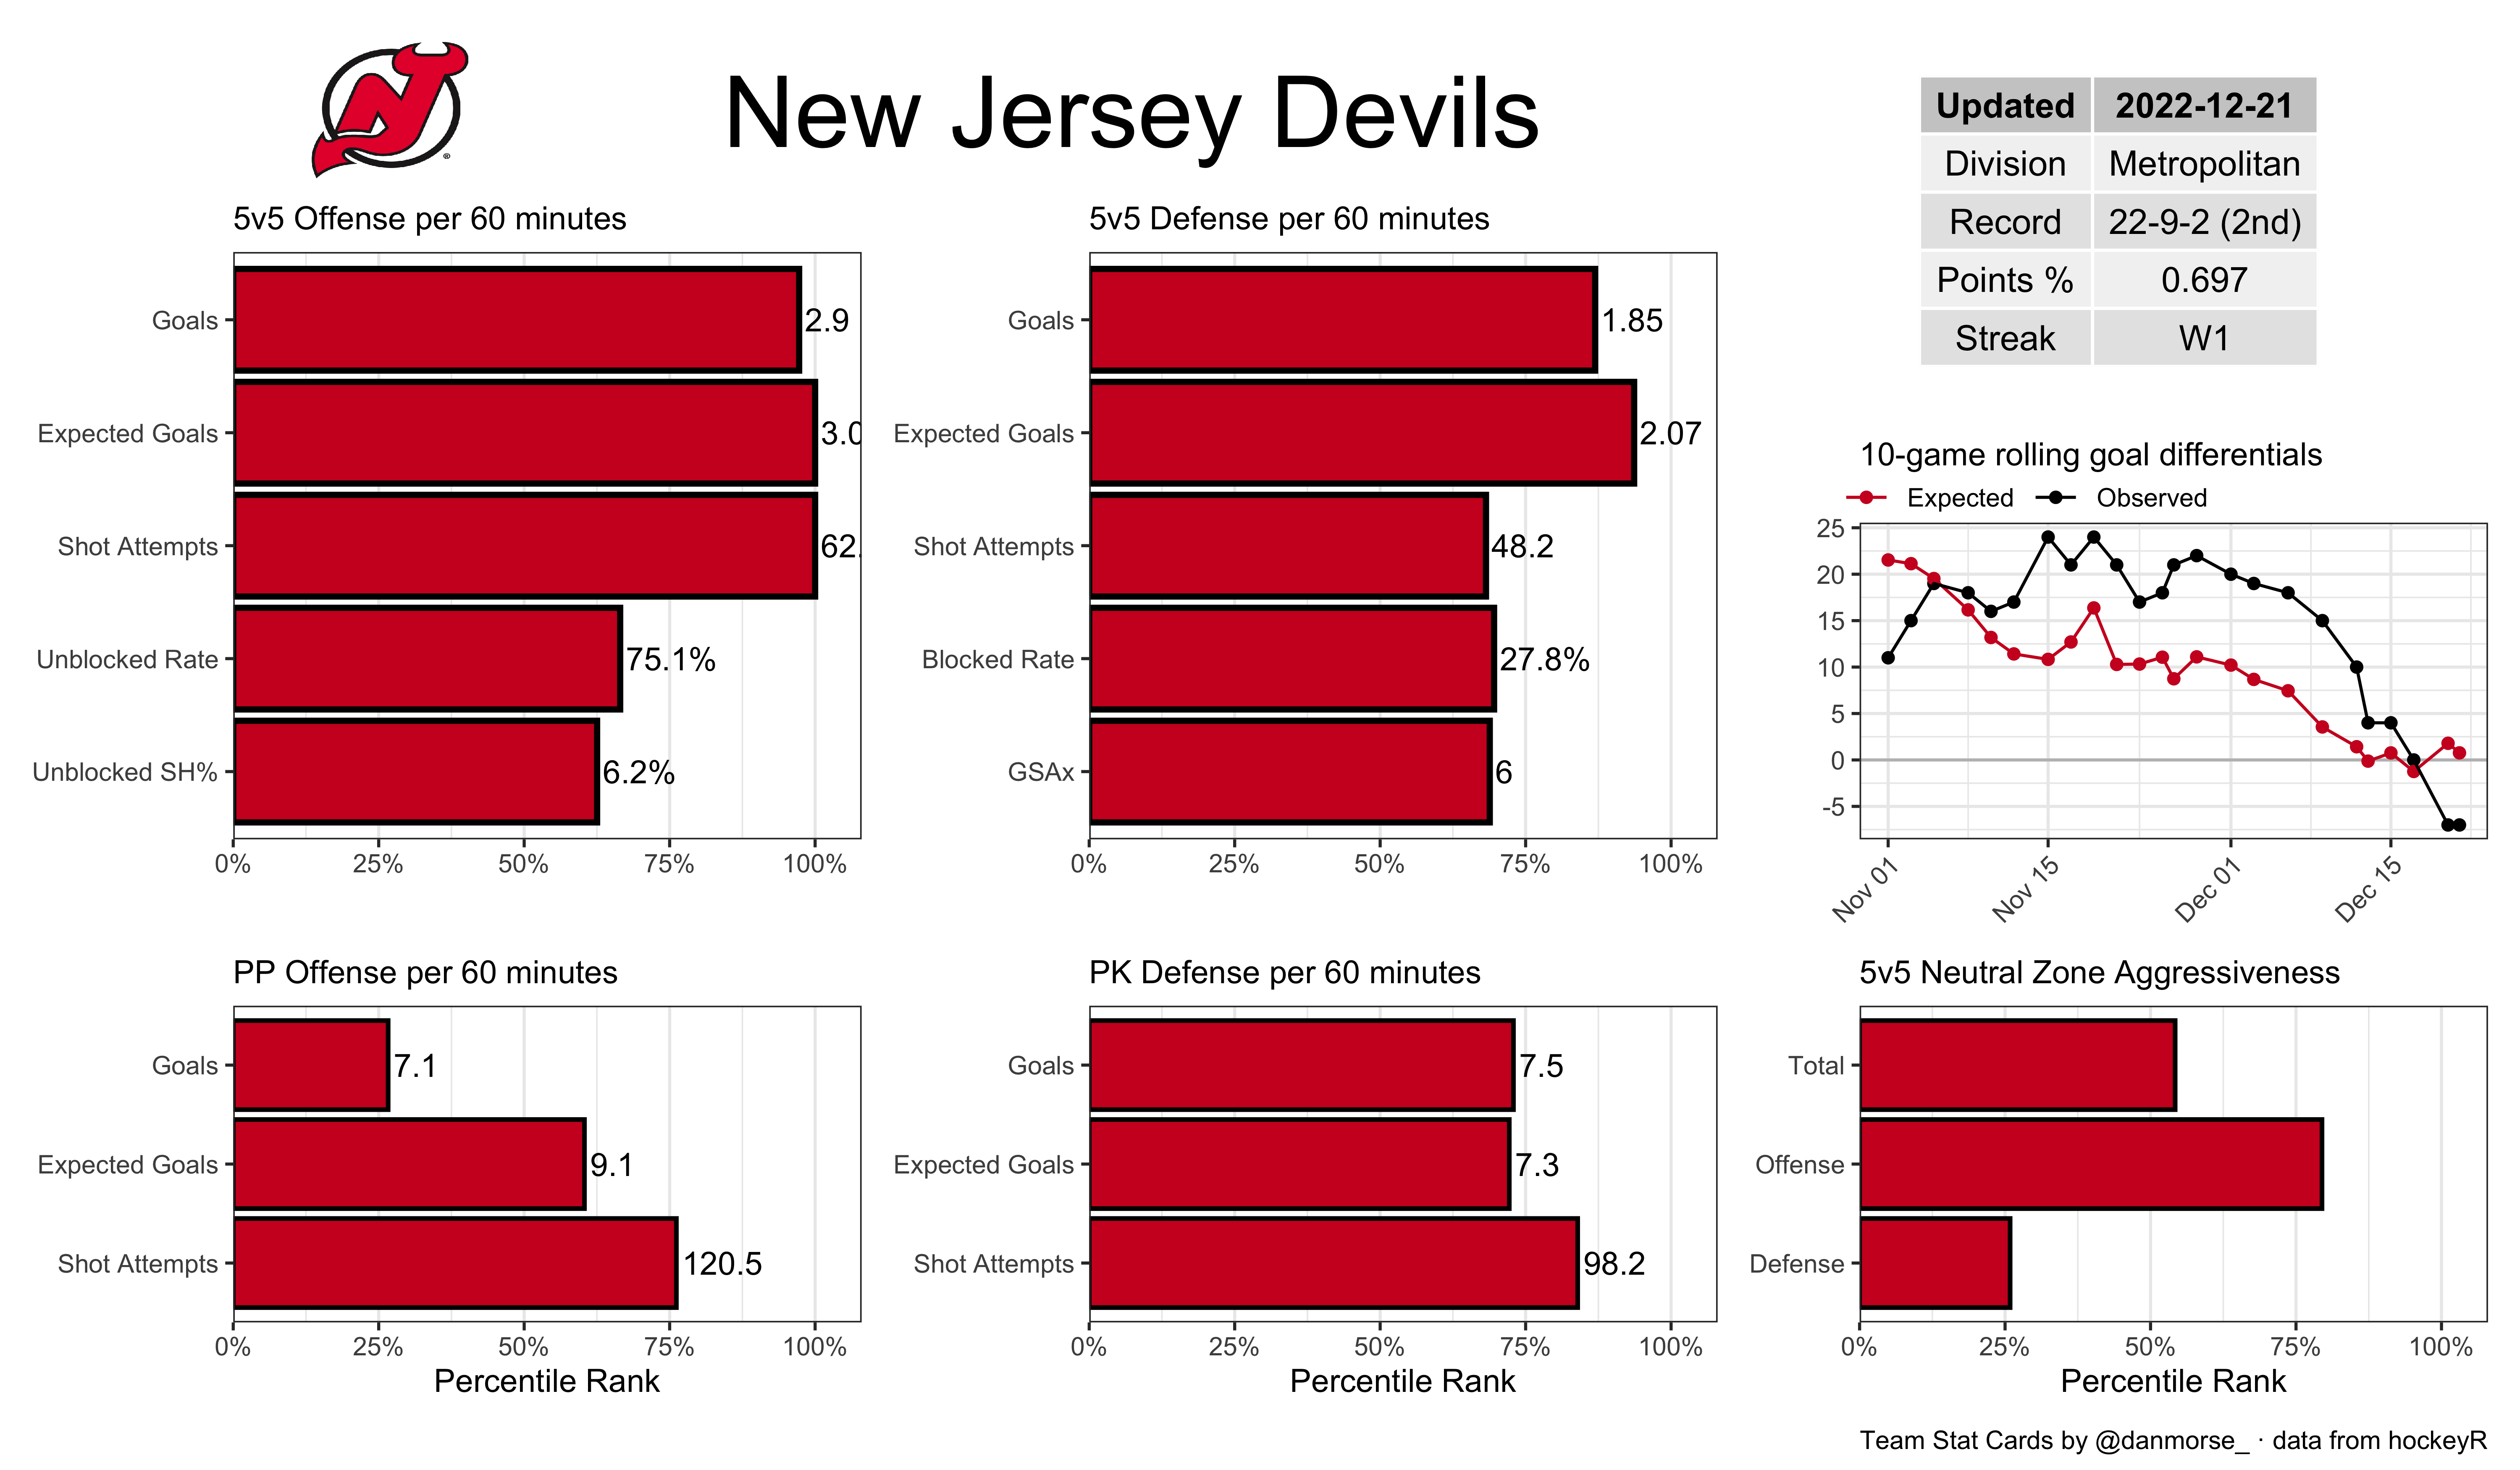 New Jersey Devils
Updated 2022-12-21
Division Metropolitan
Record 22-9-2 (2nd)
Points % 0.697
Streak W1
5v5 Offense per 60 minutes
Goals 2.9
Expected Goals 3.0
Shot Attempts 62.
Unblocked Rate 75.1%
Unblocked SH% 6.2%
0% 25% 50% 75% 100%
5v5 Defense per 60 minutes
Goals 1.85
Expected Goals 2.07
Shot Attempts 48.2
Blocked Rate 27.8%
GSAx 6
0% 25% 50% 75% 100%
10-game rolling goal differentials
Expected Observed
25
20
15
10
5
0
-5
Nov 01 Nov 15 Dec 01 Dec 15
PP Offense per 60 minutes
Goals 7.1
Expected Goals 9.1
Shot Attempts 120.5
0% 25% 50% 75% 100%
Percentile Rank
PK Defense per 60 minutes
Goals 7.5
Expected Goals 7.3
Shot Attempts 98.2
0% 25% 50% 75% 100%
Percentile Rank
5v5 Neutral Zone Aggressiveness
Total
Offense
Defense
0% 25% 50% 75% 100%
Percentile Rank
Team Stat Cards by @danmorse_ · data from hockeyR